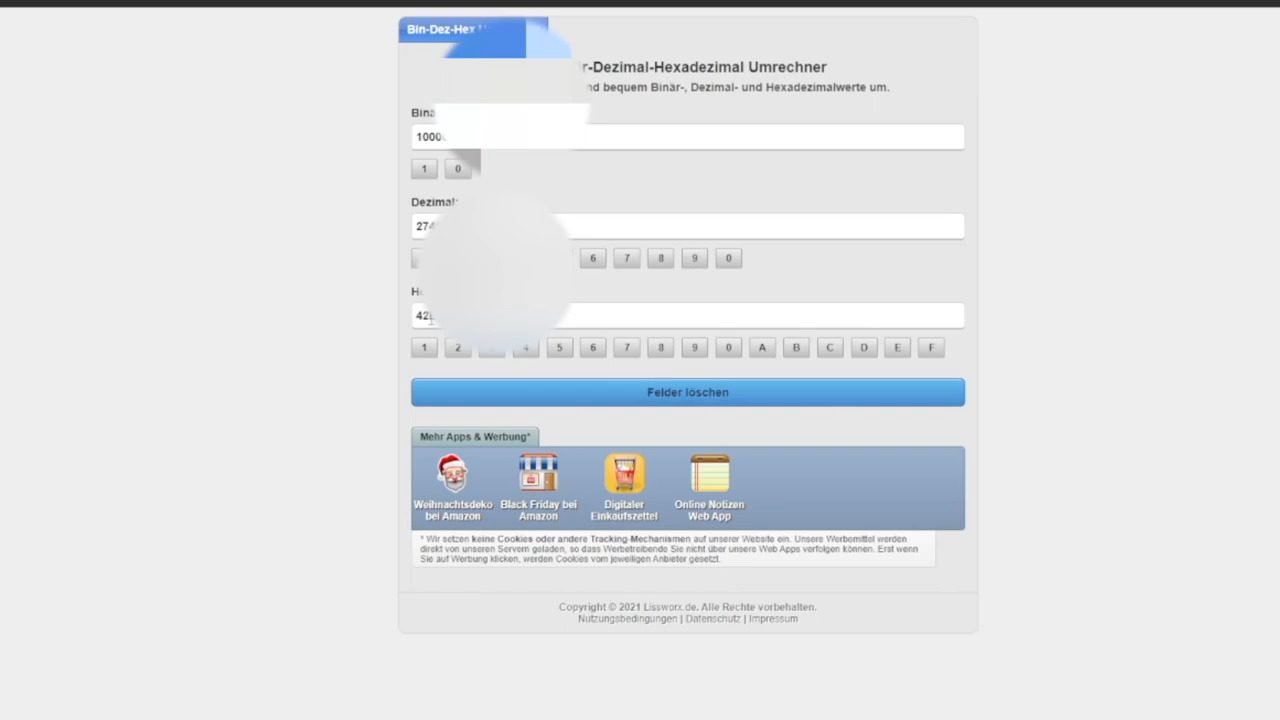 Bin-Dez-Hex
r-Dezimal-Hexadezimal Umrechner
nd bequem Binär-, Dezimal- und Hexadezimalwerte um.
Binä
1000
1 0
Dezimal:
274
6 7 8 9 0
H
42
1 2 4 5 6 7 8 9 0 A B C D E F
Felder löschen
Mehr Apps & Werbung*
Weihnachtsdeko bei Amazon
Black Friday bei Amazon
Digitaler Einkaufszettel
Online Notizen Web App
* Wir setzen keine Cookies oder andere Tracking-Mechanismen auf unserer Website ein. Unsere Werbemittel werden
direkt von unseren Servern geladen, so dass Werbetreibende Sie nicht über unsere Web Apps verfolgen können. Erst wenn
Sie auf Werbung klicken, werden Cookies vom jeweiligen Anbieter gesetzt.
Copyright © 2021 Lissworx.de. Alle Rechte vorbehalten.
Nutzungsbedingungen | Datenschutz | Impressum